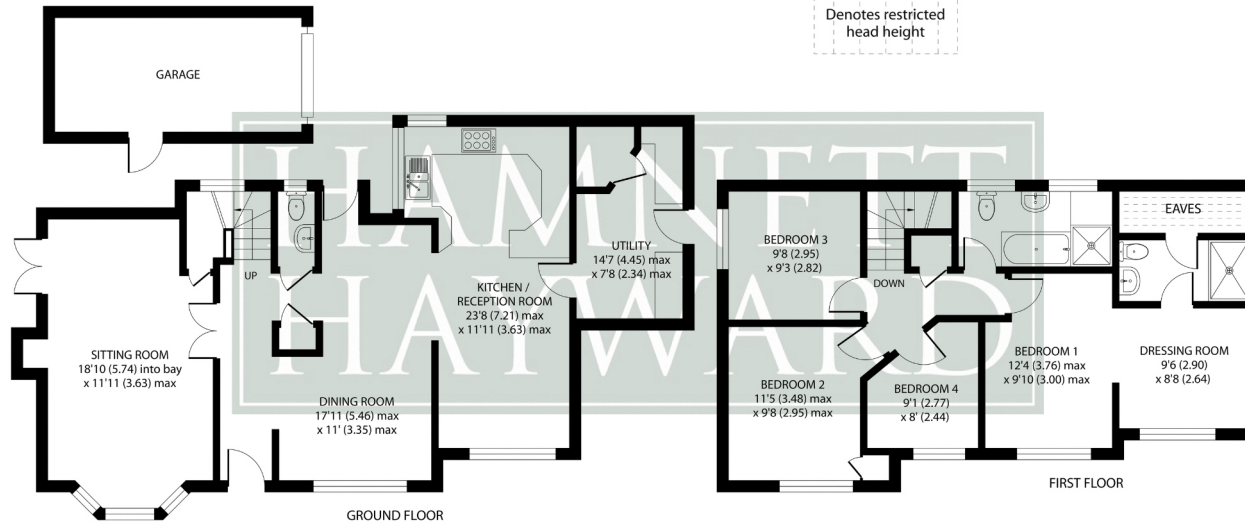 Denotes restricted
head height
GARAGE
HAMNETT
HAYWARD
UP
SITTING ROOM
18'10 (5.74) into bay
x 11'11 (3.63) max
DINING ROOM
17'11 (5.46) max
x 11' (3.35) max
KITCHEN /
RECEPTION ROOM
23'8 (7.21) max
x 11'11 (3.63) max
UTILITY
14'7 (4.45) max
x 7'8 (2.34) max
GROUND FLOOR
BEDROOM 3
9'8 (2.95)
x 9'3 (2.82)
DOWN
BEDROOM 2
11'5 (3.48) max
x 9'8 (2.95) max
BEDROOM 4
9'1 (2.77)
x 8' (2.44)
BEDROOM 1
12'4 (3.76) max
x 9'10 (3.00) max
EAVES
DRESSING ROOM
9'6 (2.90)
x 8'8 (2.64)
FIRST FLOOR